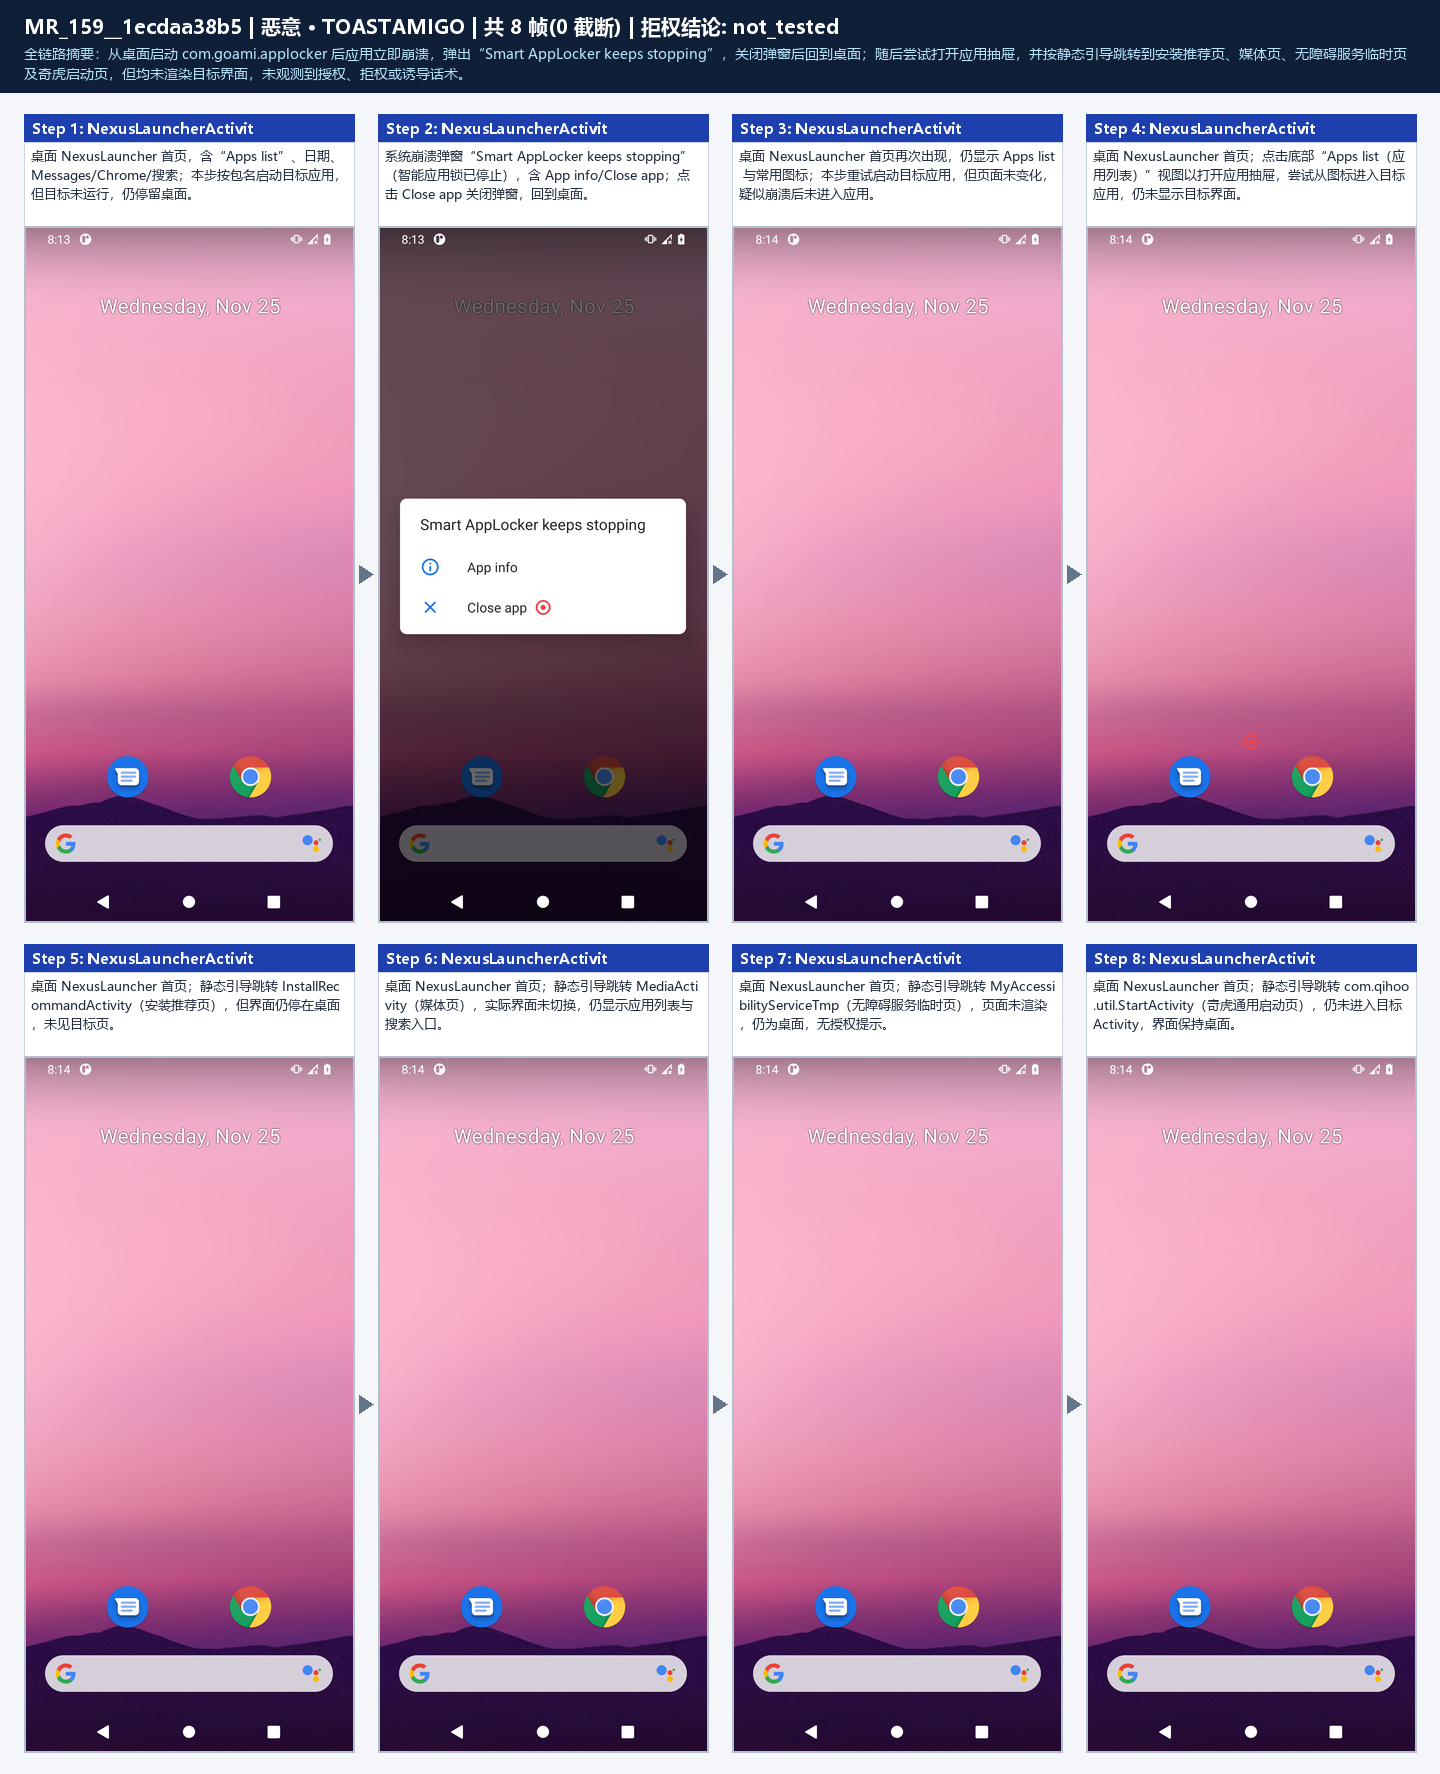 MR_159__1ecdaa38b5 | 恶意 • TOASTAMIGO | 共 8 帧(0 截断) | 拒权结论: not_tested
全链路摘要：从桌面启动 com.goami.applocker 后应用立即崩溃，弹出“Smart AppLocker keeps stopping”，关闭弹窗后回到桌面；随后尝试打开应用抽屉，并按静态引导跳转到安装推荐页、媒体页、无障碍服务临时页
及奇虎启动页，但均未渲染目标界面，未观测到授权、拒权或诱导话术。
Step 1: NexusLauncherActivit
桌面 NexusLauncher 首页，含“Apps list”、日期、
Messages/Chrome/搜索；本步按包名启动目标应用，
但目标未运行，仍停留桌面。
8:13
Wednesday, Nov 25
Step 2: NexusLauncherActivit
系统崩溃弹窗“Smart AppLocker keeps stopping”
（智能应用锁已停止），含 App info/Close app；点
击 Close app 关闭弹窗，回到桌面。
8:13
Wednesday, Nov 25
Smart AppLocker keeps stopping
App info
Close app
Step 3: NexusLauncherActivit
桌面 NexusLauncher 首页再次出现，仍显示 Apps list
与常用图标；本步重试启动目标应用，但页面未变化，
疑似崩溃后未进入应用。
8:14
Wednesday, Nov 25
Step 4: NexusLauncherActivit
桌面 NexusLauncher 首页；点击底部“Apps list（应
用列表）”视图以打开应用抽屉，尝试从图标进入目标
应用，仍未显示目标界面。
8:14
Wednesday, Nov 25
Step 5: NexusLauncherActivit
桌面 NexusLauncher 首页；静态引导跳转 InstallRec
ommandActivity（安装推荐页），但界面仍停在桌面
，未见目标页。
8:14
Wednesday, Nov 25
Step 6: NexusLauncherActivit
桌面 NexusLauncher 首页；静态引导跳转 MediaActi
vity（媒体页），实际界面未切换，仍显示应用列表与
搜索入口。
8:14
Wednesday, Nov 25
Step 7: NexusLauncherActivit
桌面 NexusLauncher 首页；静态引导跳转 MyAccessi
bilityServiceTmp（无障碍服务临时页），页面未渲染
，仍为桌面，无授权提示。
8:14
Wednesday, Nov 25
Step 8: NexusLauncherActivit
桌面 NexusLauncher 首页；静态引导跳转 com.qihoo
.util.StartActivity（奇虎通用启动页），仍未进入目标
Activity，界面保持桌面。
8:14
Wednesday, Nov 25